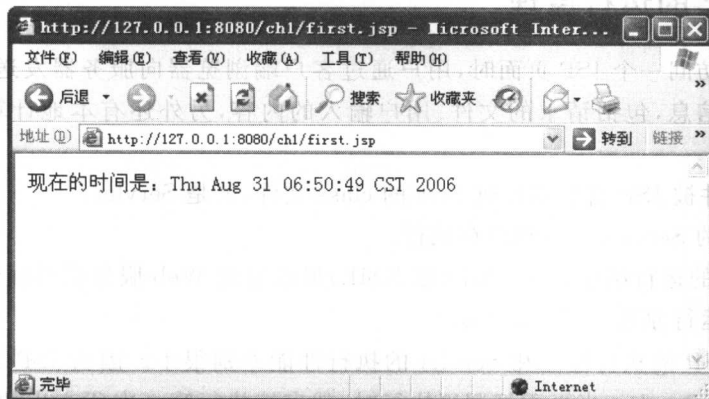 http://127.0.0.1:8080/ch1/first.jsp - Microsoft Inter...
文件(F) 编辑(E) 查看(V) 收藏(A) 工具(T) 帮助(H)
后退 搜索 收藏夹
地址(D) http://127.0.0.1:8080/ch1/first.jsp 转到 链接
现在的时间是：Thu Aug 31 06:50:49 CST 2006
完毕 Internet